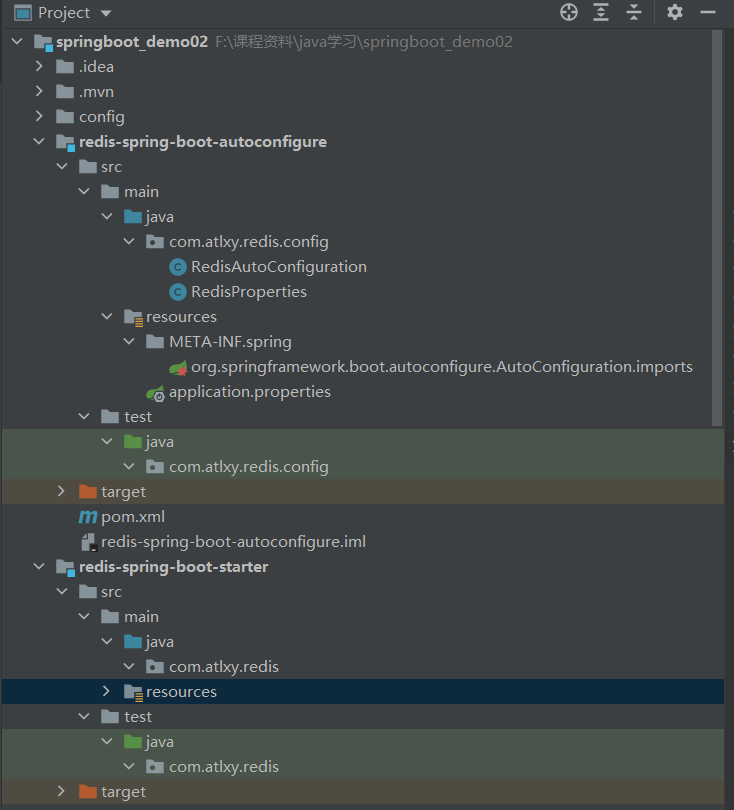 Project
springboot_demo02 F:\课程资料\java学习\springboot_demo02
.idea
.mvn
config
redis-spring-boot-autoconfigure
src
main
java
com.atlxy.redis.config
RedisAutoConfiguration
RedisProperties
resources
META-INF.spring
org.springframework.boot.autoconfigure.AutoConfiguration.imports
application.properties
test
java
com.atlxy.redis.config
target
pom.xml
redis-spring-boot-autoconfigure.iml
redis-spring-boot-starter
src
main
java
com.atlxy.redis
resources
test
java
com.atlxy.redis
target